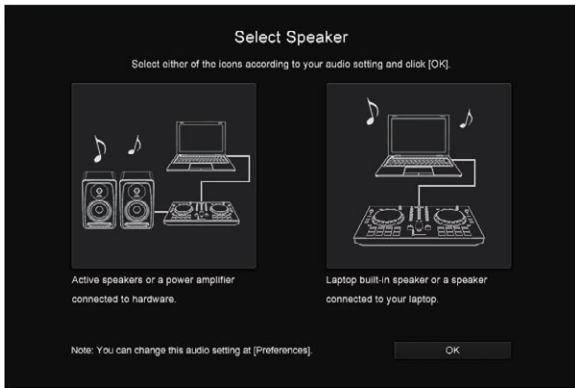 Select Speaker
Select either of the icons according to your audio setting and click [OK].
Active speakers or a power amplifier
connected to hardware.
Laptop built-in speaker or a speaker
connected to your laptop.
Note: You can change this audio setting at [Preferences].
OK